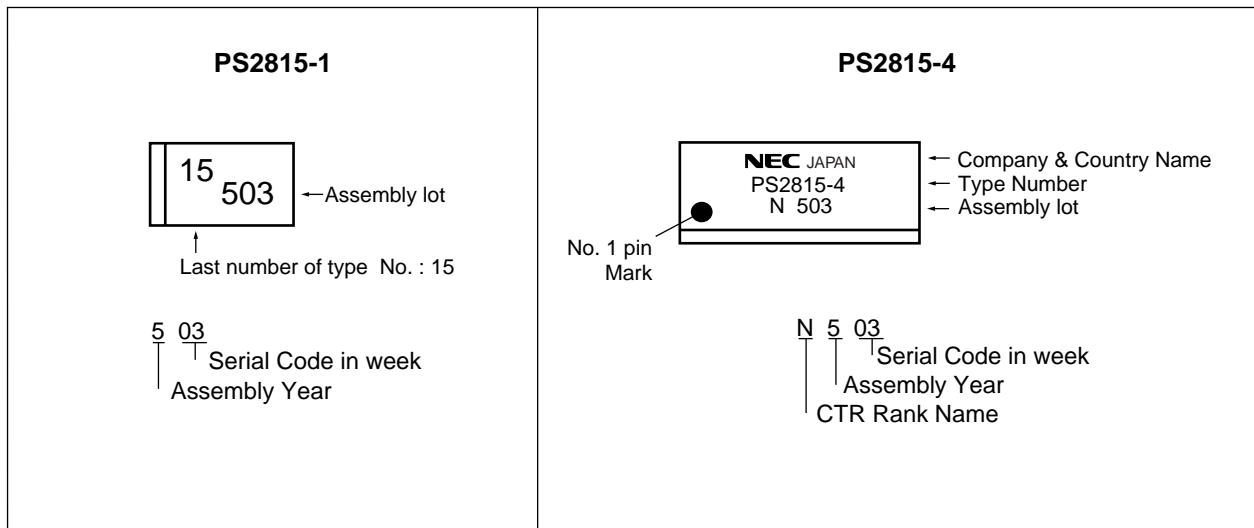 PS2815-1
15
503
Assembly lot
Last number of type No. : 15
5 03
Serial Code in week
Assembly Year
PS2815-4
NEC JAPAN
PS2815-4
N 503
Company & Country Name
Type Number
Assembly lot
No. 1 pin
Mark
N 5 03
Serial Code in week
Assembly Year
CTR Rank Name